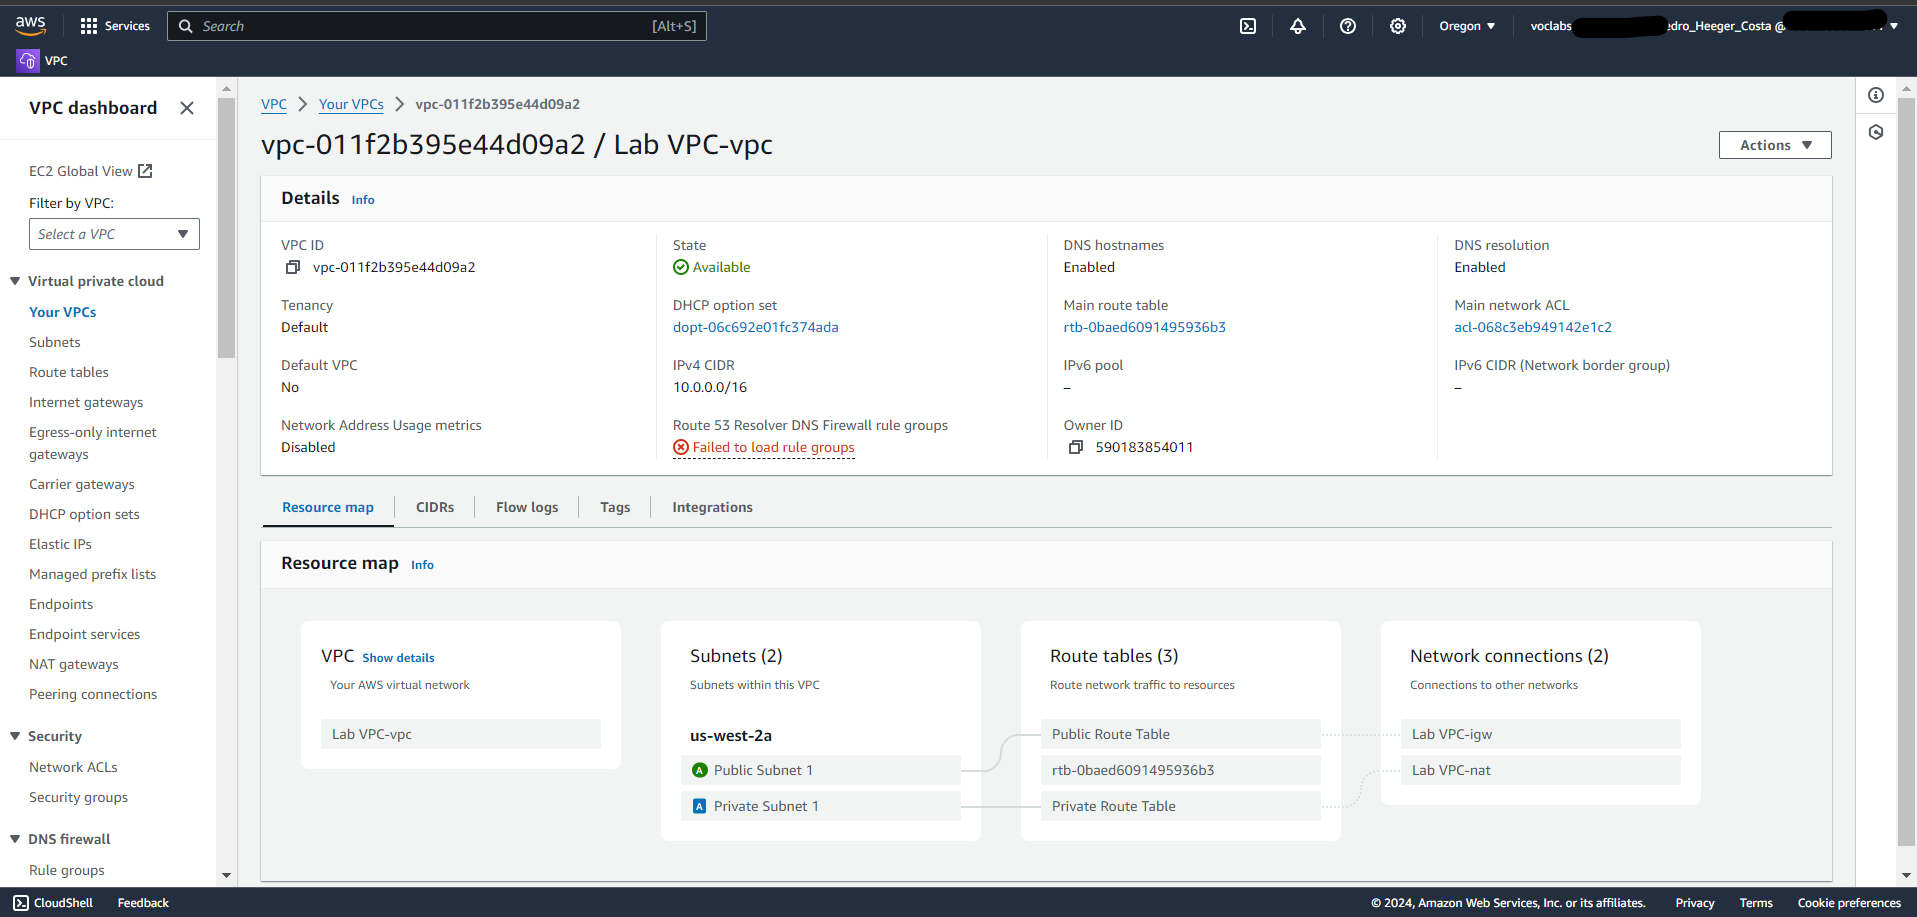 aws Services Search [Alt+S] Oregon voclabs edro_Heeger_Costa @
VPC
VPC dashboard
EC2 Global View
Filter by VPC:
Select a VPC
Virtual private cloud
Your VPCs
Subnets
Route tables
Internet gateways
Egress-only internet
gateways
Carrier gateways
DHCP option sets
Elastic IPs
Managed prefix lists
Endpoints
Endpoint services
NAT gateways
Peering connections
Security
Network ACLs
Security groups
DNS firewall
Rule groups
VPC Your VPCs vpc-011f2b395e44d09a2
vpc-011f2b395e44d09a2 / Lab VPC-vpc
Actions
Details Info
VPC ID
vpc-011f2b395e44d09a2
State
Available
DNS hostnames
Enabled
DNS resolution
Enabled
Tenancy
Default
DHCP option set
dopt-06c692e01fc374ada
Main route table
rtb-0baed6091495936b3
Main network ACL
acl-068c3eb949142e1c2
Default VPC
No
IPv4 CIDR
10.0.0.0/16
IPv6 pool
–
IPv6 CIDR (Network border group)
–
Network Address Usage metrics
Disabled
Route 53 Resolver DNS Firewall rule groups
Failed to load rule groups
Owner ID
590183854011
Resource map CIDRs Flow logs Tags Integrations
Resource map Info
VPC Show details
Your AWS virtual network
Lab VPC-vpc
Subnets (2)
Subnets within this VPC
us-west-2a
A Public Subnet 1
A Private Subnet 1
Route tables (3)
Route network traffic to resources
Public Route Table
rtb-0baed6091495936b3
Private Route Table
Network connections (2)
Connections to other networks
Lab VPC-igw
Lab VPC-nat
CloudShell Feedback © 2024, Amazon Web Services, Inc. or its affiliates. Privacy Terms Cookie preferences